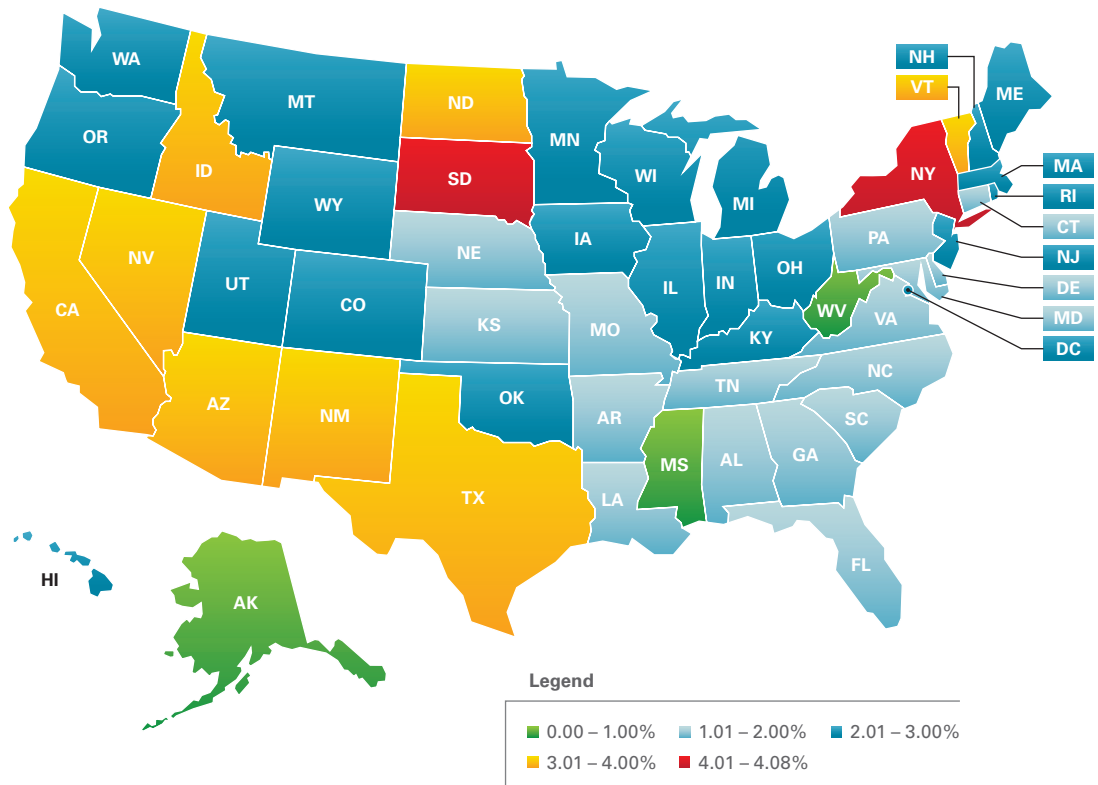 WA
OR
MT
ID
ND
SD
WY
MN
WI
MI
NH
VT
ME
NY
MA
RI
CT
NJ
DE
MD
DC
PA
NE
IA
IL
IN
OH
NV
UT
CO
CA
KS
MO
KY
WV
VA
AZ
NM
OK
AR
TN
NC
SC
TX
LA
MS
AL
GA
FL
HI
AK
Legend
0.00 – 1.00% 1.01 – 2.00% 2.01 – 3.00%
3.01 – 4.00% 4.01 – 4.08%